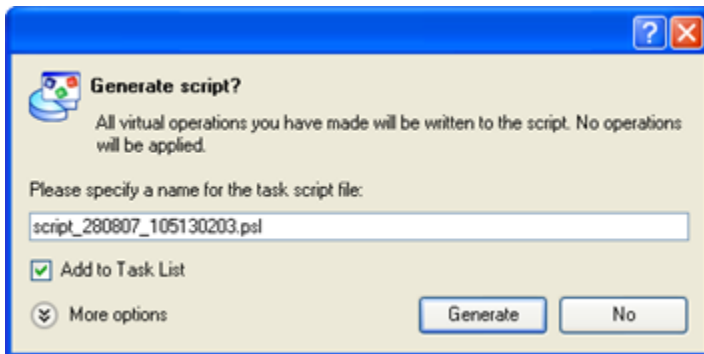 ?
Generate script?
All virtual operations you have made will be written to the script. No operations
will be applied.
Please specify a name for the task script file:
script_280807_105130203.psl
Add to Task List
More options
Generate
No